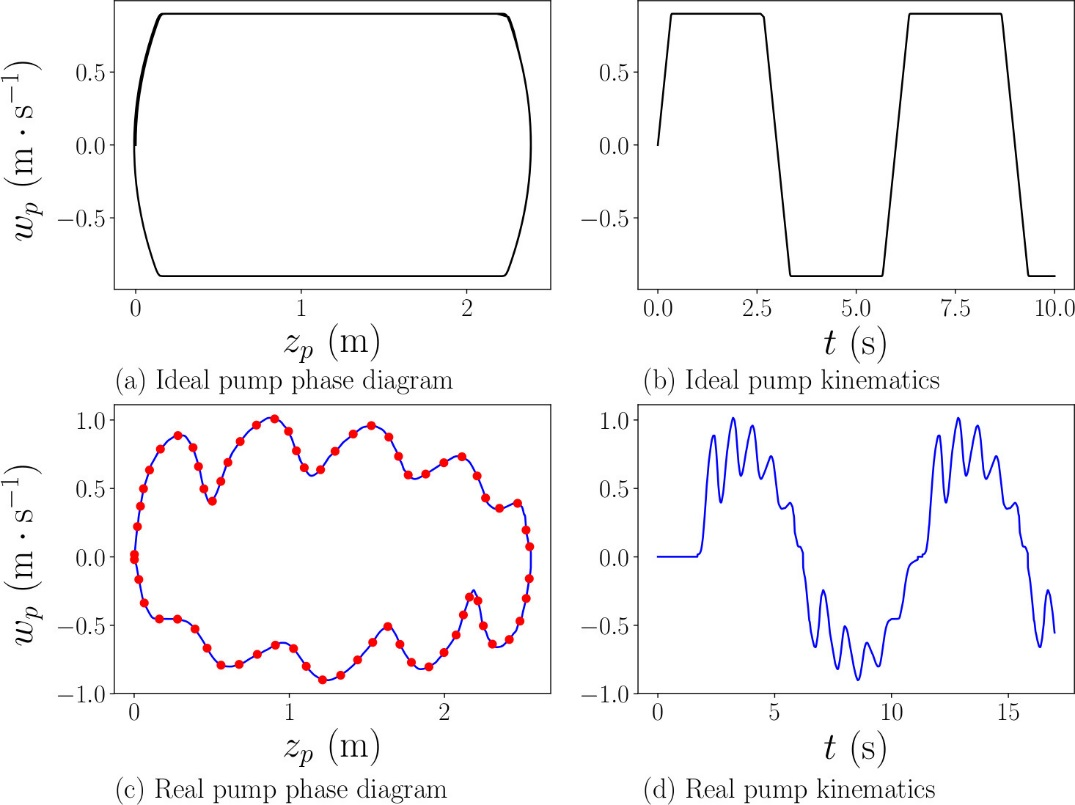 0.5
0.0
−0.5
w_p (m · s⁻¹)
0 1 2
z_p (m)
(a) Ideal pump phase diagram
0.5
0.0
−0.5
0.0 2.5 5.0 7.5 10.0
t (s)
(b) Ideal pump kinematics
1.0
0.5
0.0
−0.5
−1.0
w_p (m · s⁻¹)
0 1 2
z_p (m)
(c) Real pump phase diagram
1.0
0.5
0.0
−0.5
−1.0
0 5 10 15
t (s)
(d) Real pump kinematics